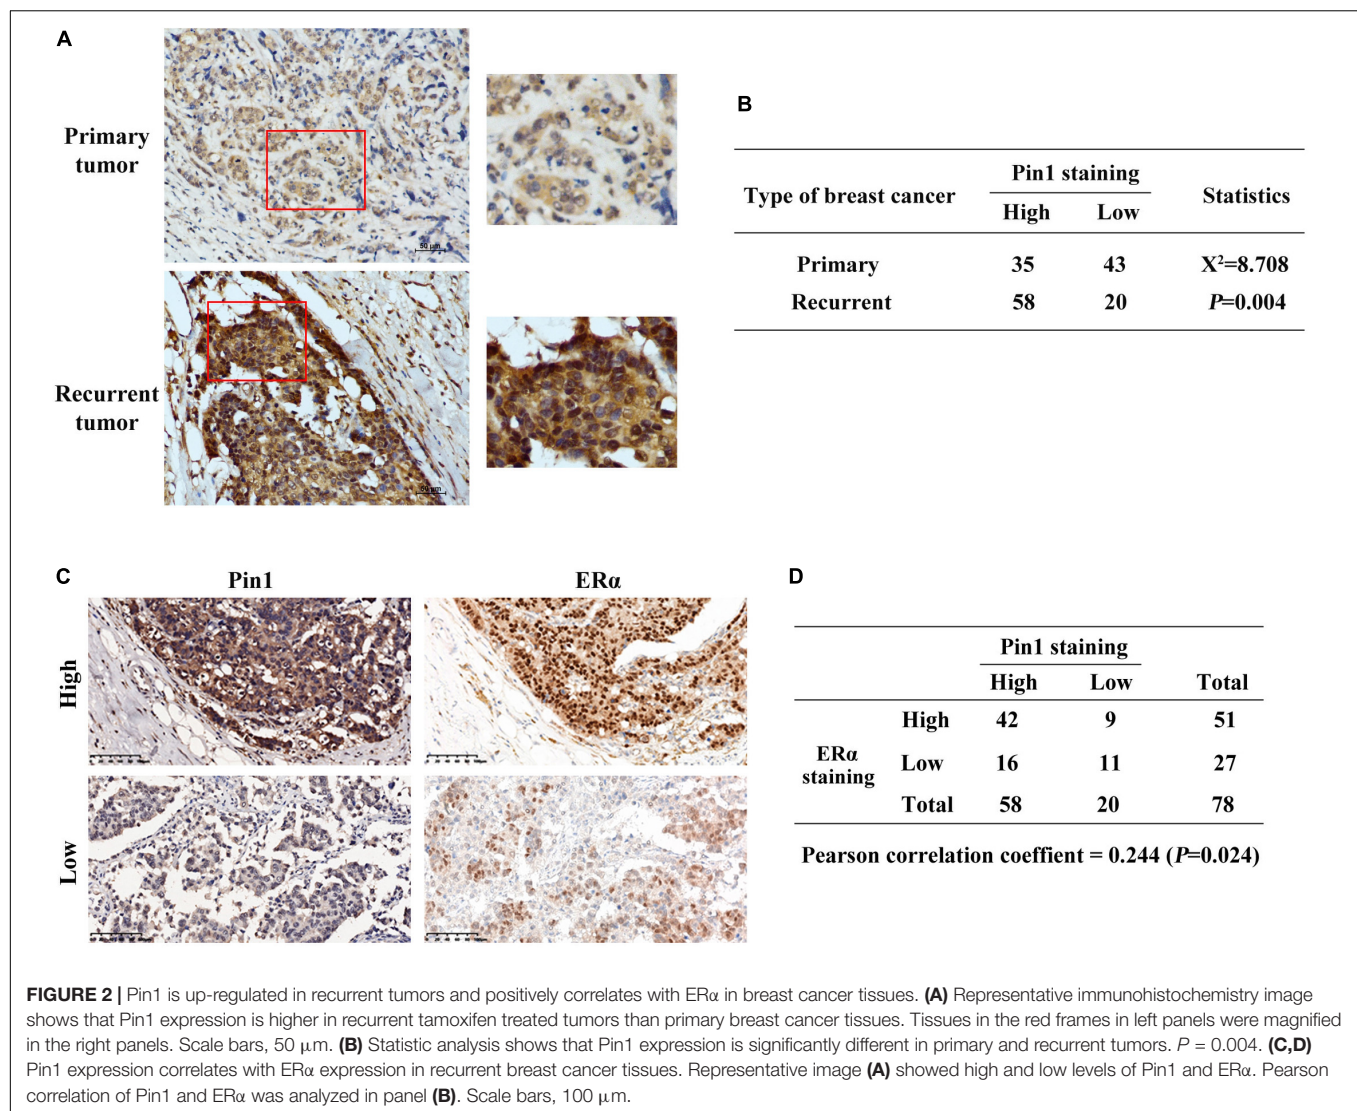 A
Primary
tumor
50 µm
Recurrent
tumor
50 µm
B
Type of breast cancer
Pin1 staining
Statistics
High Low
Primary 35 43 X²=8.708
Recurrent 58 20 P=0.004
C
Pin1 ERα
High
Low
D
Pin1 staining
High Low Total
ERα
staining
High 42 9 51
Low 16 11 27
Total 58 20 78
Pearson correlation coeffient = 0.244 (P=0.024)
FIGURE 2 | Pin1 is up-regulated in recurrent tumors and positively correlates with ERα in breast cancer tissues. (A) Representative immunohistochemistry image
shows that Pin1 expression is higher in recurrent tamoxifen treated tumors than primary breast cancer tissues. Tissues in the red frames in left panels were magnified
in the right panels. Scale bars, 50 µm. (B) Statistic analysis shows that Pin1 expression is significantly different in primary and recurrent tumors. P = 0.004. (C,D)
Pin1 expression correlates with ERα expression in recurrent breast cancer tissues. Representative image (A) showed high and low levels of Pin1 and ERα. Pearson
correlation of Pin1 and ERα was analyzed in panel (B). Scale bars, 100 µm.